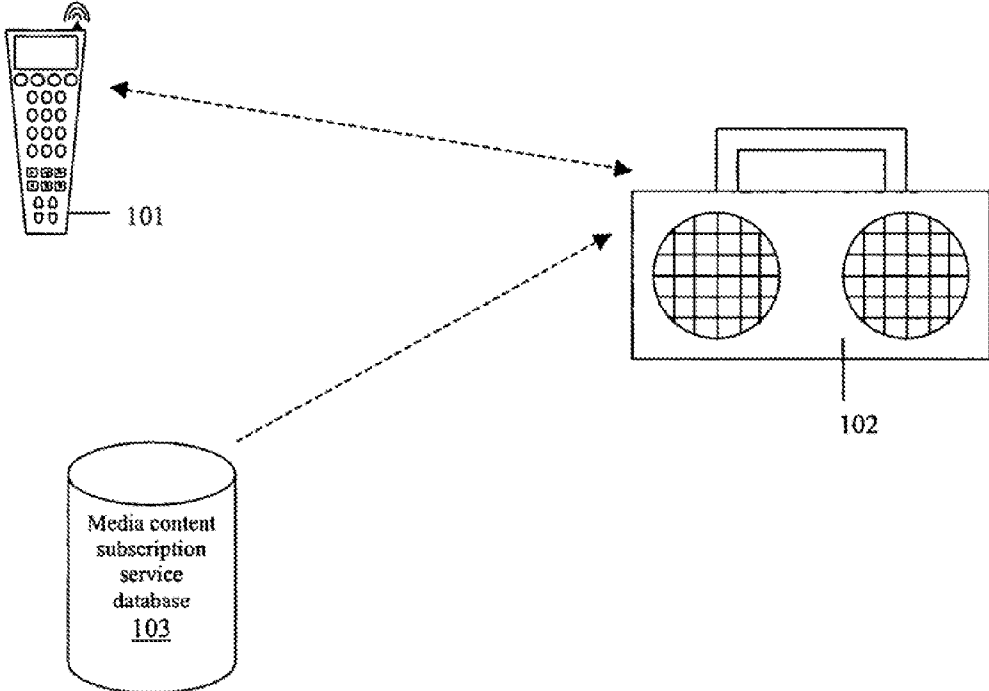 101
102
Media content
subscription
service
database
103